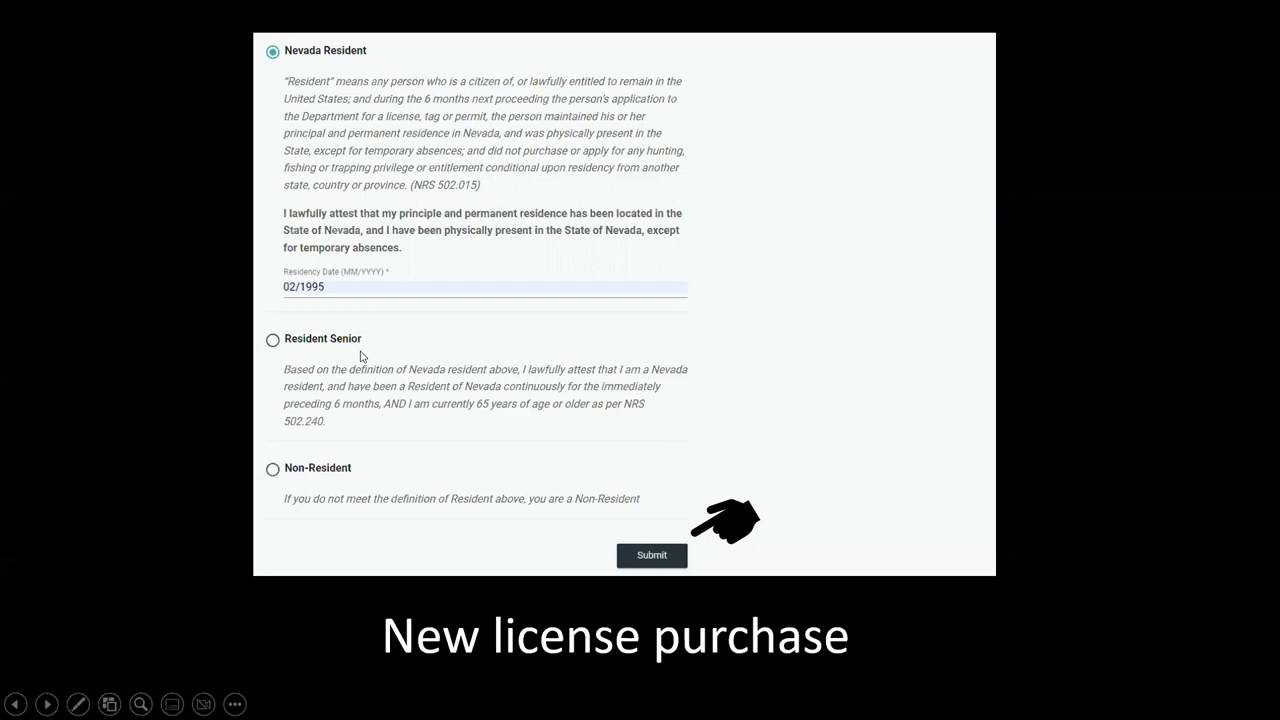 Nevada Resident
“Resident” means any person who is a citizen of, or lawfully entitled to remain in the
United States; and during the 6 months next proceeding the person's application to
the Department for a license, tag or permit, the person maintained his or her
principal and permanent residence in Nevada, and was physically present in the
State, except for temporary absences; and did not purchase or apply for any hunting,
fishing or trapping privilege or entitlement conditional upon residency from another
state, country or province. (NRS 502.015)
I lawfully attest that my principle and permanent residence has been located in the
State of Nevada, and I have been physically present in the State of Nevada, except
for temporary absences.
Residency Date (MM/YYYY) *
02/1995
Resident Senior
Based on the definition of Nevada resident above, I lawfully attest that I am a Nevada
resident, and have been a Resident of Nevada continuously for the immediately
preceding 6 months, AND I am currently 65 years of age or older as per NRS
502.240.
Non-Resident
If you do not meet the definition of Resident above, you are a Non-Resident
Submit
New license purchase